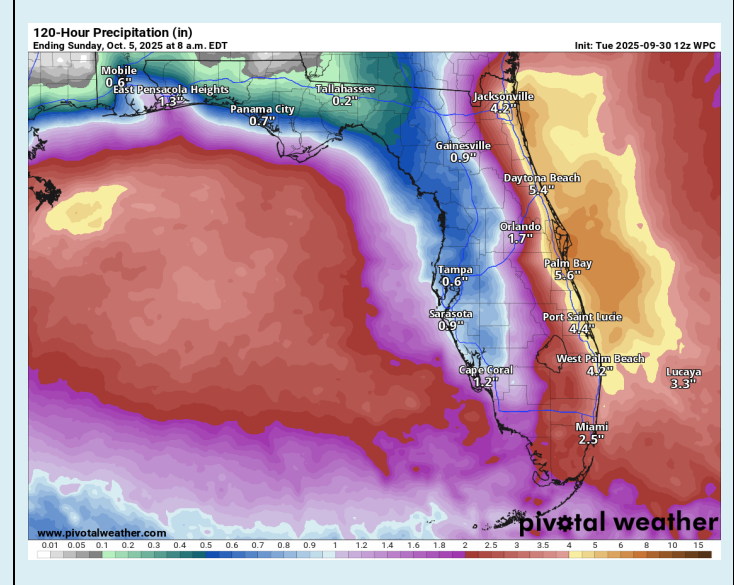 120-Hour Precipitation (in)
Ending Sunday, Oct. 5, 2025 at 8 a.m. EDT
Init: Tue 2025-09-30 12z WPC
Mobile
0.6"
East Pensacola Heights
1.3"
Tallahassee
0.2"
Panama City
0.7"
Jacksonville
4.2"
Gainesville
0.9"
Daytona Beach
5.4"
Orlando
1.7"
Tampa
0.6"
Palm Bay
5.6"
Sarasota
0.9"
Port Saint Lucie
4.4"
Cape Coral
1.2"
West Palm Beach
4.2"
Lucaya
3.3"
Miami
2.5"
www.pivotalweather.com
pivotal weather
0.01 0.05 0.1 0.2 0.3 0.4 0.5 0.6 0.7 0.8 0.9 1 1.2 1.4 1.6 1.8 2 2.5 3 3.5 4 5 6 8 10 15